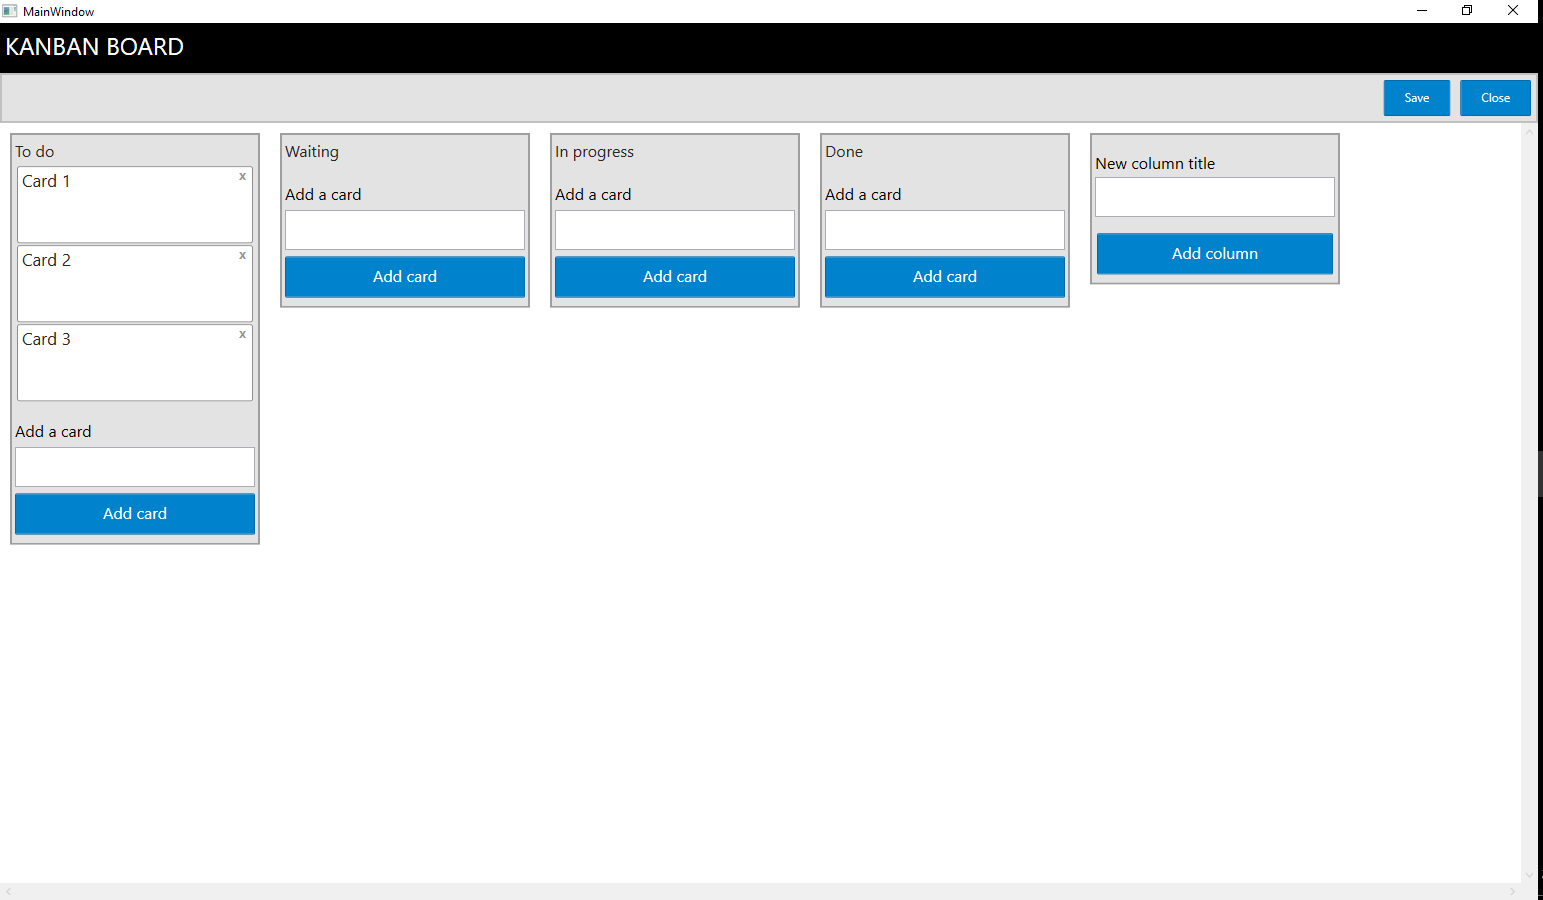 MainWindow
KANBAN BOARD
Save
Close
To do
Card 1
x
Card 2
x
Card 3
x
Add a card
Add card
Waiting
Add a card
Add card
In progress
Add a card
Add card
Done
Add a card
Add card
New column title
Add column